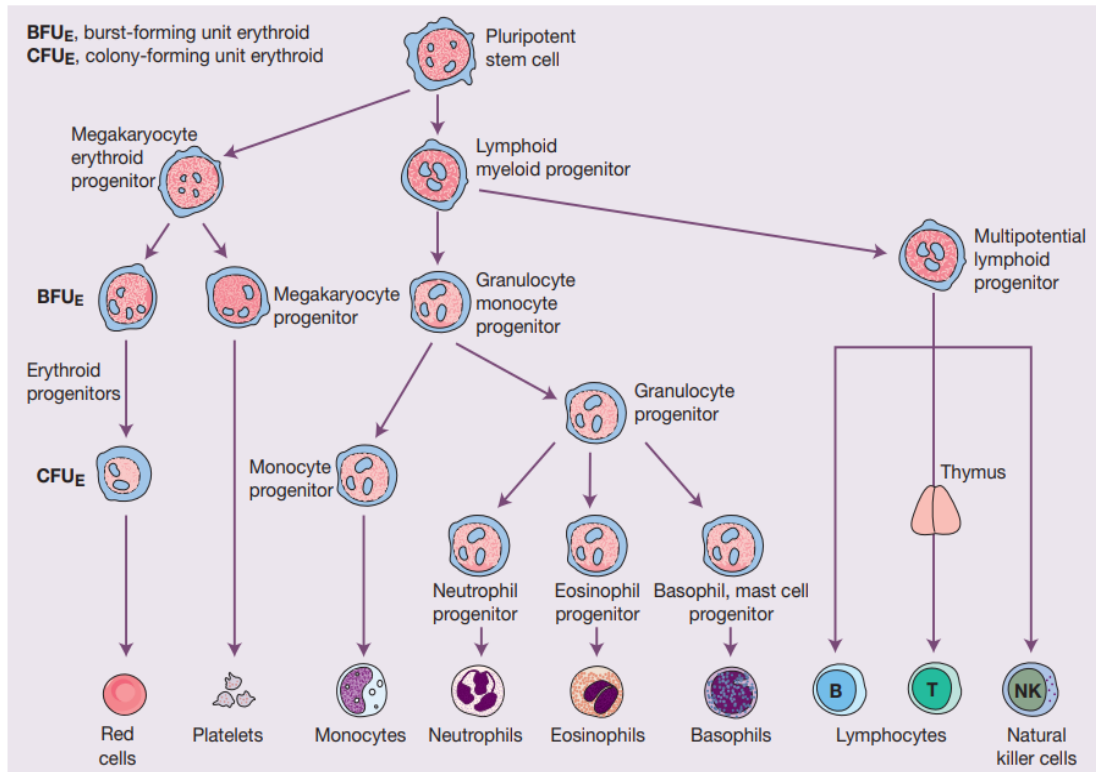 BFUE, burst-forming unit erythroid
CFUE, colony-forming unit erythroid
Pluripotent
stem cell
Megakaryocyte
erythroid
progenitor
Lymphoid
myeloid progenitor
Multipotential
lymphoid
progenitor
BFUE
Megakaryocyte
progenitor
Granulocyte
monocyte
progenitor
Erythroid
progenitors
Granulocyte
progenitor
CFUE
Monocyte
progenitor
Thymus
Neutrophil
progenitor
Eosinophil
progenitor
Basophil, mast cell
progenitor
B
T
NK
Red
cells
Platelets
Monocytes
Neutrophils
Eosinophils
Basophils
Lymphocytes
Natural
killer cells